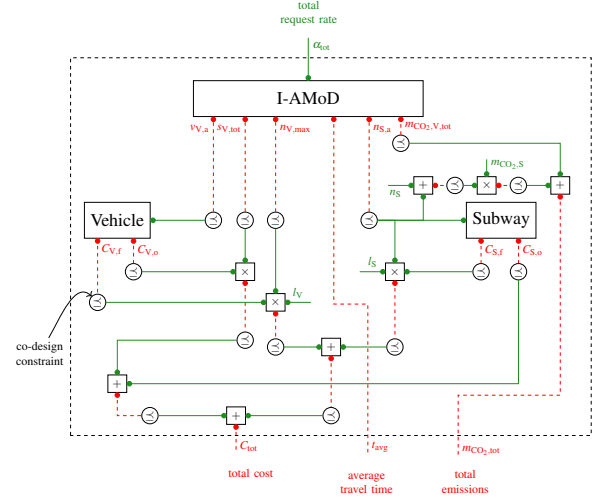 total
request rate
α_tot
I-AMoD
v_V,a
s_V,tot
n_V,max
n_S,a
m_CO₂,V,tot
⪯
m_CO₂,S
n_S
+
⪯
×
⪯
+
Vehicle
⪯
⪯
⪯
⪯
Subway
C_V,f
C_V,o
C_S,f
C_S,o
⪯
×
l_S
×
⪯
⪯
⪯
×
l_V
co-design
constraint
⪯
⪯
+
⪯
+
⪯
+
⪯
C_tot
t_avg
m_CO₂,tot
total cost
average
travel time
total
emissions